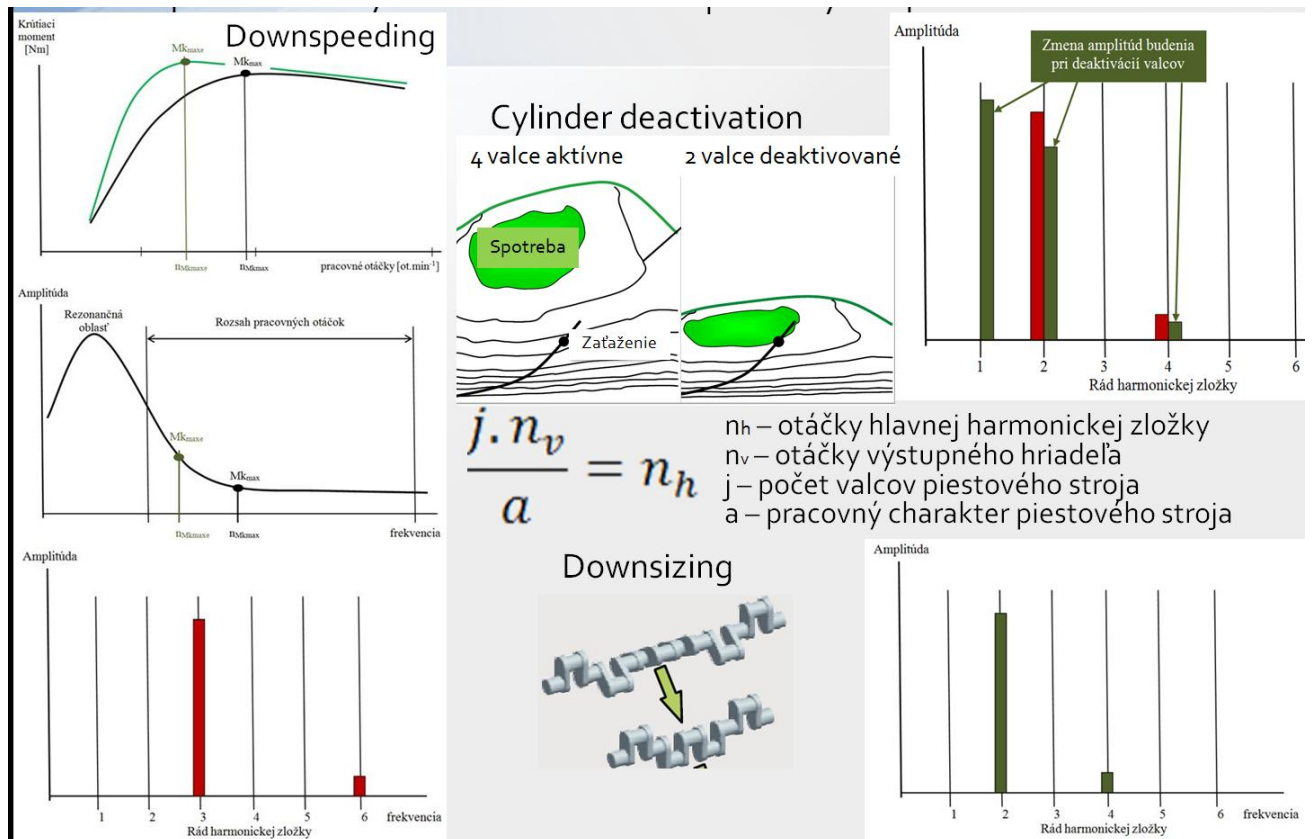 Krútiaci
moment
[Nm]
Downspeeding
Mkmaxe
Mkmax
nMkmaxe
nMkmax
pracovné otáčky [ot.min-1]
Amplitúda
Rezonančná
oblasť
Rozsah pracovných otáčok
Mkmaxe
Mkmax
nMkmaxe
nMkmax
frekvencia
Amplitúda
1
2
3
4
5
6
frekvencia
Rád harmonickej zložky
Cylinder deactivation
4 valce aktívne
2 valce deaktivované
Spotreba
Zaťaženie
j.nv
a
= nh
nh – otáčky hlavnej harmonickej zložky
nv – otáčky výstupného hriadeľa
j – počet valcov piestového stroja
a – pracovný charakter piestového stroja
Downsizing
Amplitúda
Zmena amplitúd budenia
pri deaktivácií valcov
1
2
3
4
5
6
Rád harmonickej zložky
Amplitúda
1
2
3
4
5
6
frekvencia
Rád harmonickej zložky